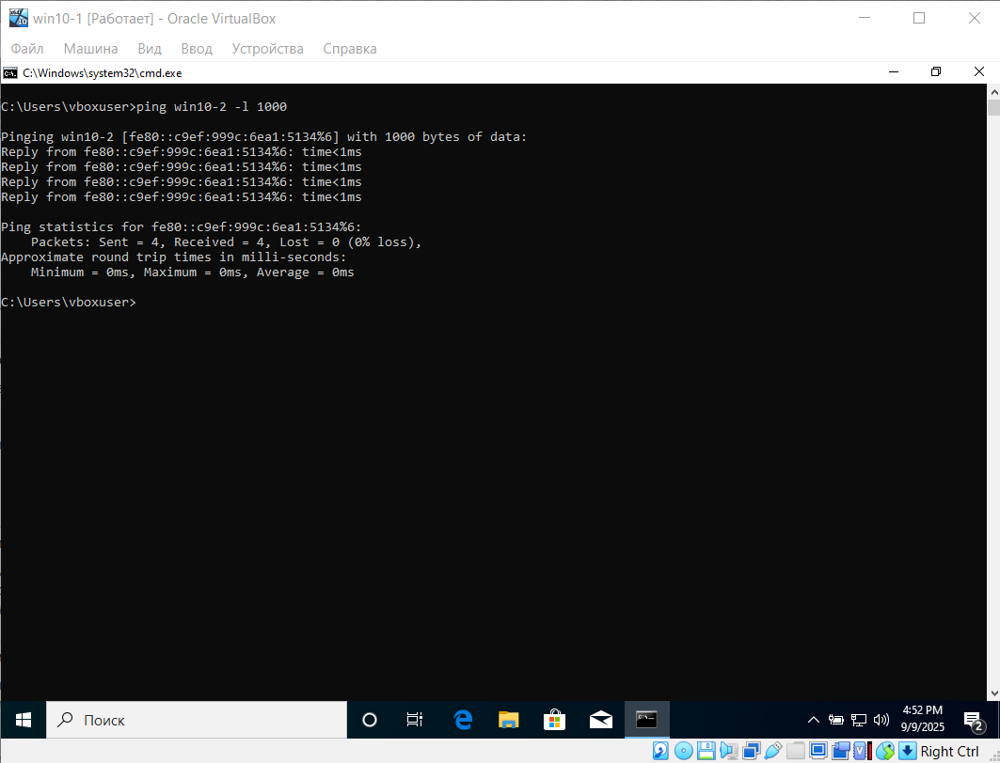 win10-1 [Работает] - Oracle VirtualBox
Файл Машина Вид Ввод Устройства Справка
C:\Windows\system32\cmd.exe
C:\Users\vboxuser>ping win10-2 -l 1000
Pinging win10-2 [fe80::c9ef:999c:6ea1:5134%6] with 1000 bytes of data:
Reply from fe80::c9ef:999c:6ea1:5134%6: time<1ms
Reply from fe80::c9ef:999c:6ea1:5134%6: time<1ms
Reply from fe80::c9ef:999c:6ea1:5134%6: time<1ms
Reply from fe80::c9ef:999c:6ea1:5134%6: time<1ms
Ping statistics for fe80::c9ef:999c:6ea1:5134%6:
Packets: Sent = 4, Received = 4, Lost = 0 (0% loss),
Approximate round trip times in milli-seconds:
Minimum = 0ms, Maximum = 0ms, Average = 0ms
C:\Users\vboxuser>
Поиск
4:52 PM
9/9/2025
2
Right Ctrl